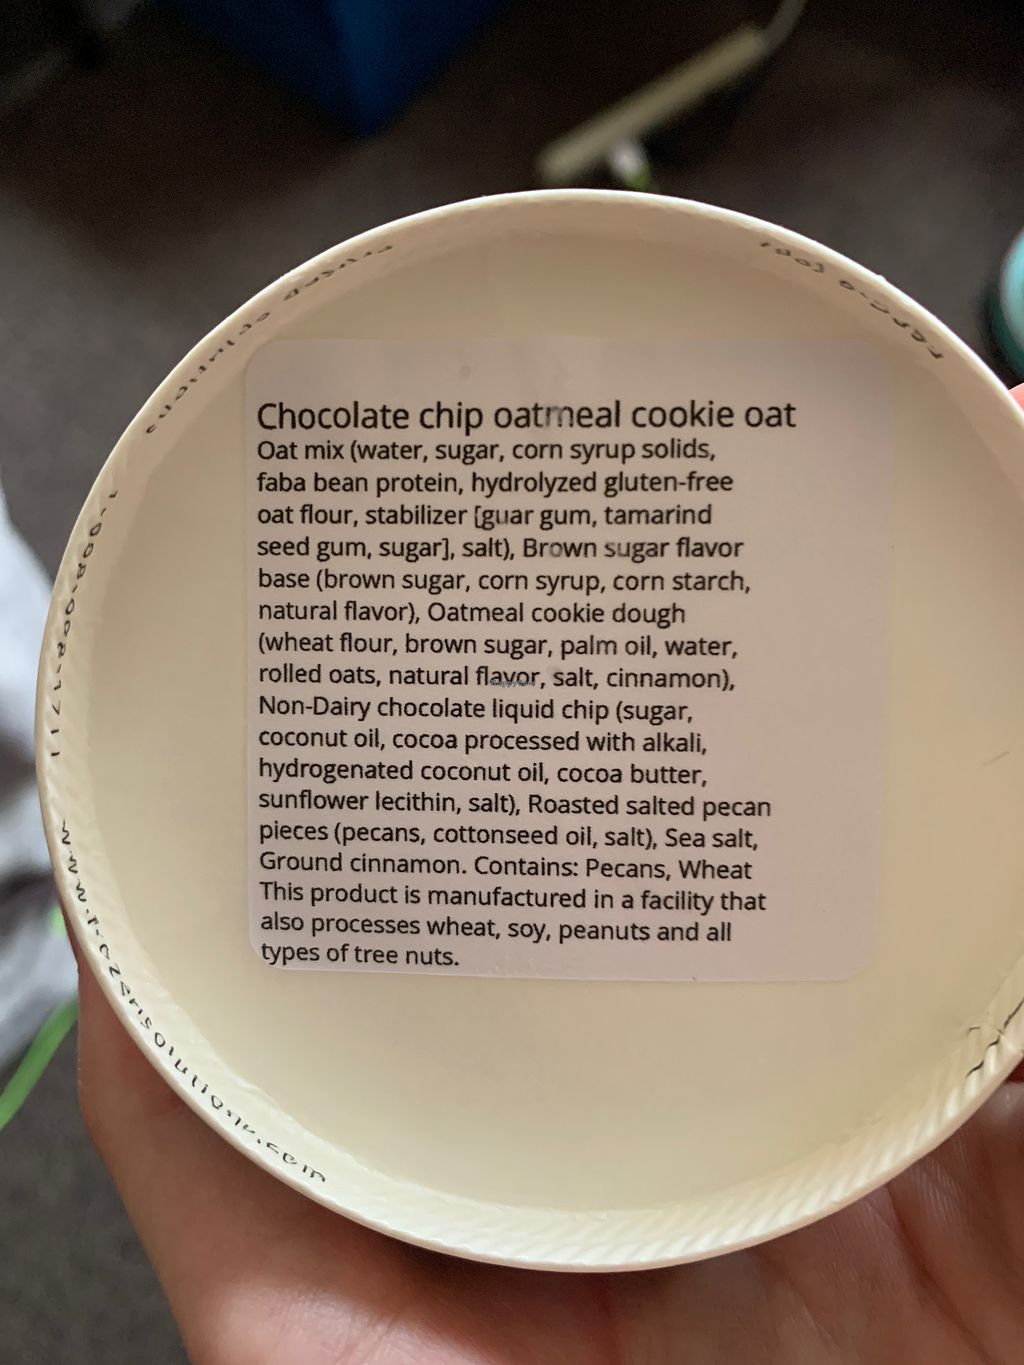 Chocolate chip oatmeal cookie oat
Oat mix (water, sugar, corn syrup solids,
faba bean protein, hydrolyzed gluten-free
oat flour, stabilizer [guar gum, tamarind
seed gum, sugar], salt), Brown sugar flavor
base (brown sugar, corn syrup, corn starch,
natural flavor), Oatmeal cookie dough
(wheat flour, brown sugar, palm oil, water,
rolled oats, natural flavor, salt, cinnamon),
Non-Dairy chocolate liquid chip (sugar,
coconut oil, cocoa processed with alkali,
hydrogenated coconut oil, cocoa butter,
sunflower lecithin, salt), Roasted salted pecan
pieces (pecans, cottonseed oil, salt), Sea salt,
Ground cinnamon. Contains: Pecans, Wheat
This product is manufactured in a facility that
also processes wheat, soy, peanuts and all
types of tree nuts.